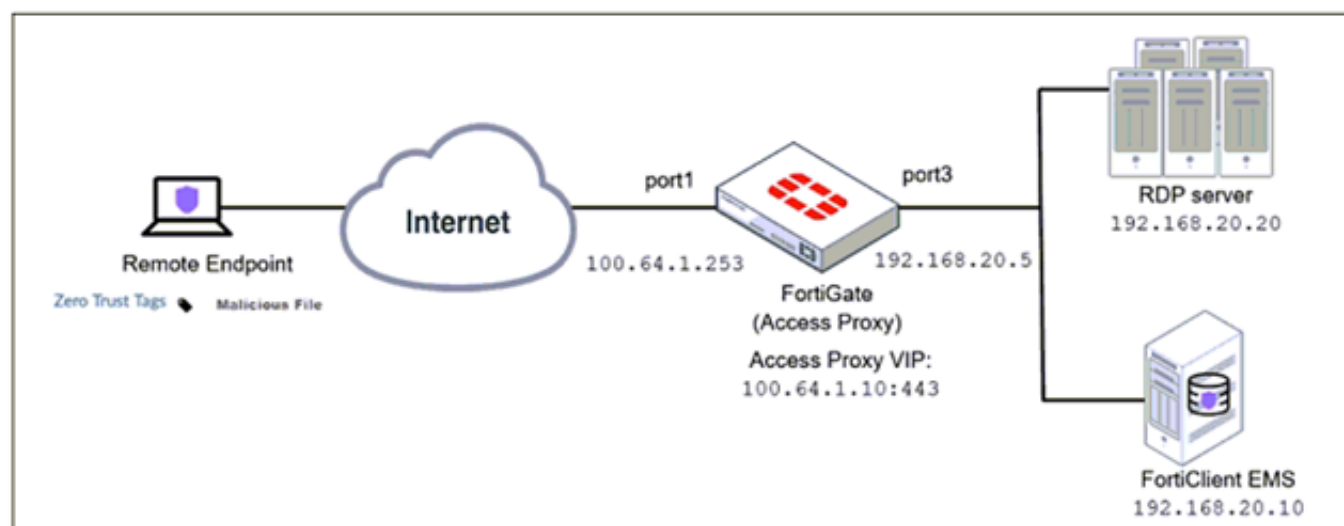 port1
port3
Internet
RDP server
192.168.20.20
Remote Endpoint
100.64.1.253
192.168.20.5
Zero Trust Tags
Malicious File
FortiGate
(Access Proxy)
Access Proxy VIP:
100.64.1.10:443
FortiClient EMS
192.168.20.10